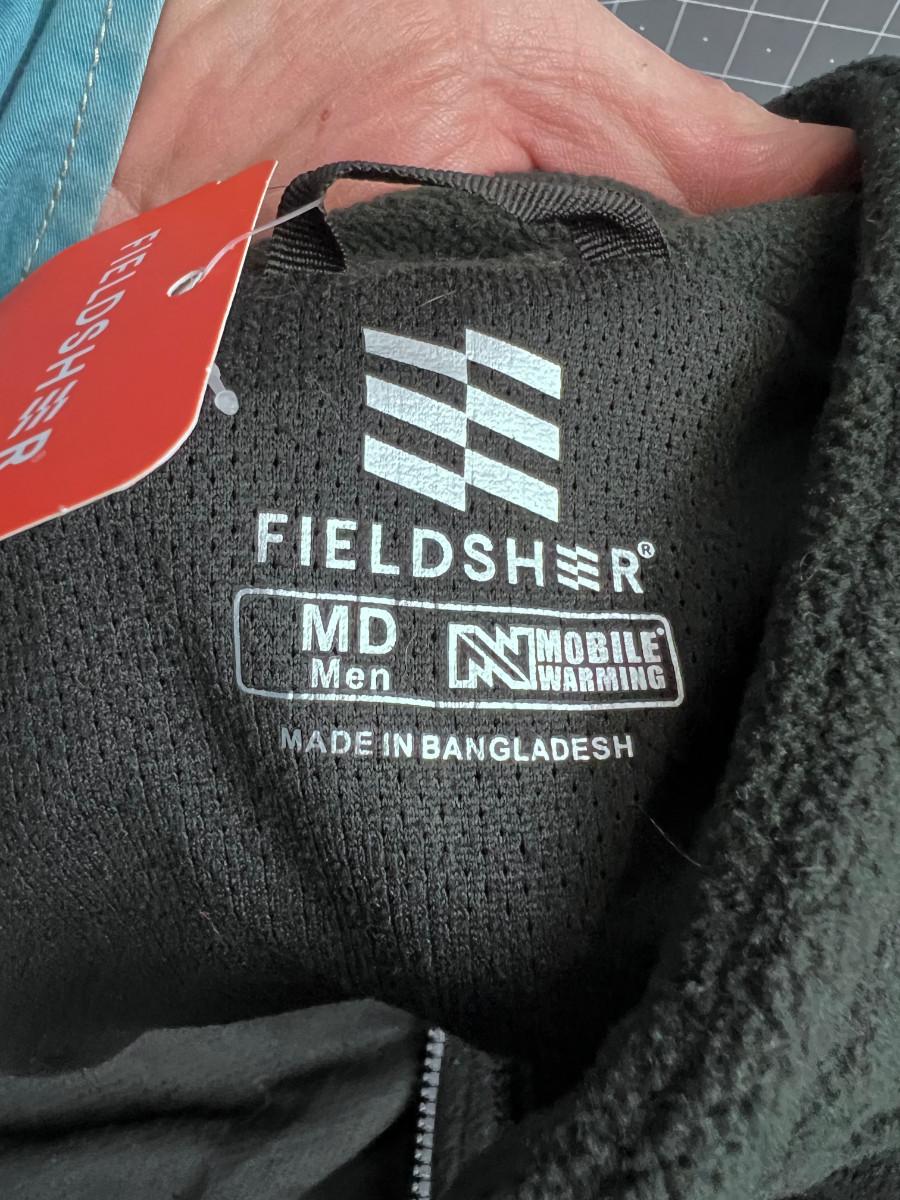 FIELDSHER®
FIELDSHER®
MD
Men
MOBILE
WARMING
MADE IN BANGLADESH